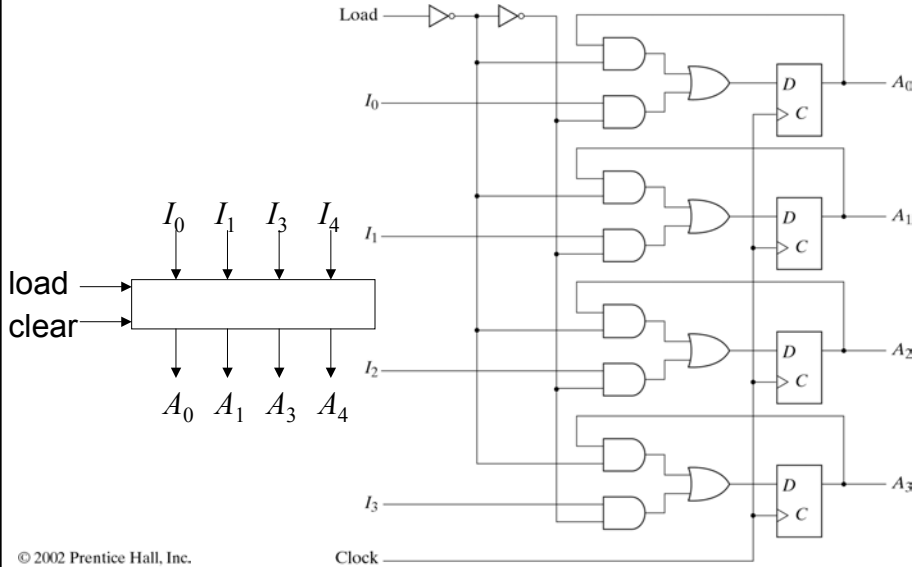 Load
I0
I1
I2
I3
Clock
D
C
A0
D
C
A1
D
C
A2
D
C
A3
I0 I1 I3 I4
load
clear
A0 A1 A3 A4
© 2002 Prentice Hall, Inc.